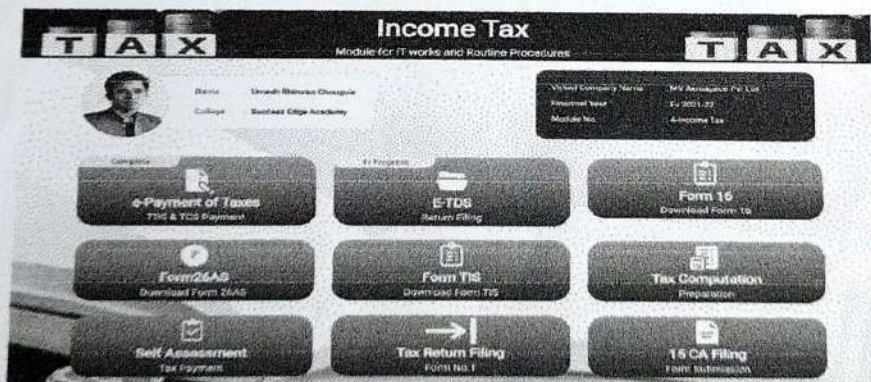 TAX
Income Tax
Module for IT works and Routine Procedures
TAX
Name
College
Success Edge Academy
Visited Company Name
Financial Year
Module No.
MV Aerospace Pvt Ltd
Fy 2021-22
4-Income Tax
Complete
In Progress
e-Payment of Taxes
TDS & TCS Payment
E-TDS
Return Filing
Form 16
Download Form 16
Form26AS
Download Form 26AS
Form TIS
Download Form TIS
Tax Computation
Preparation
Self Assessment
Tax Payment
Tax Return Filing
Form No.1
15 CA Filing
Form Submission